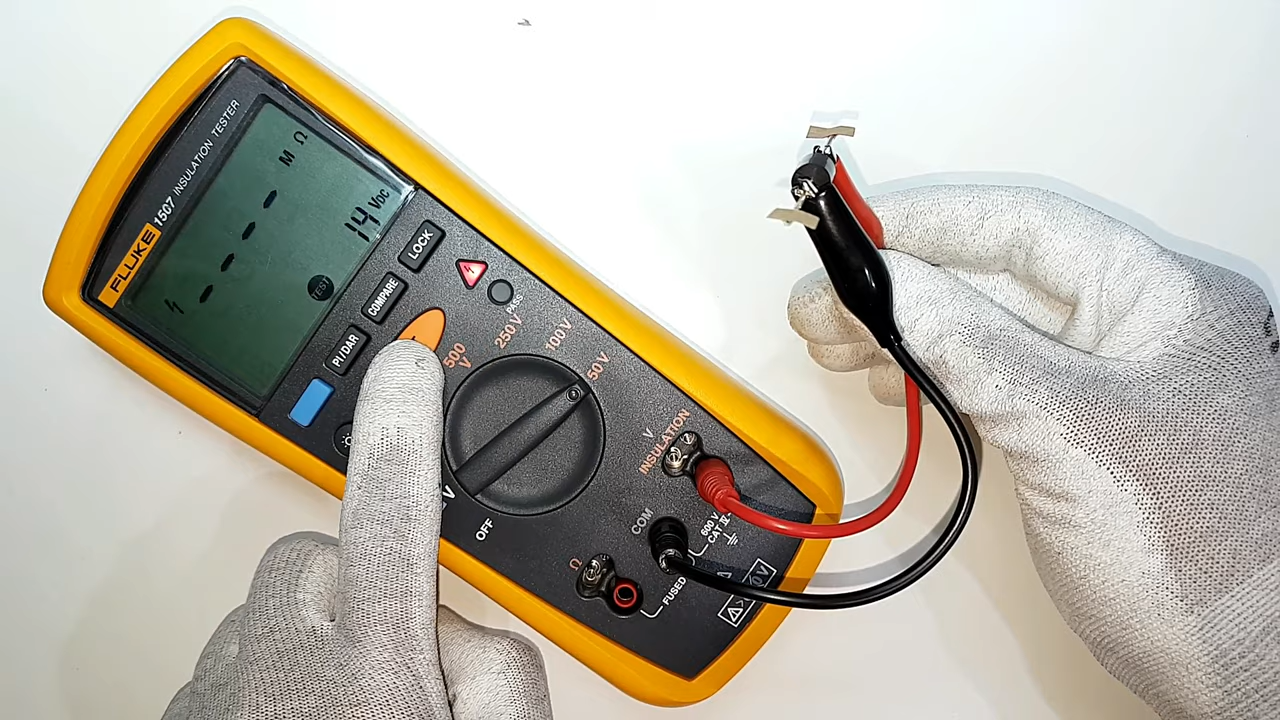 FLUKE 1507 INSULATION TESTER
MΩ
- - - -
14 VDC
TEST
LOCK
COMPARE
PI/DAR
500 V
250 V
100 V
50 V
OFF
V
V
INSULATION
COM
600 V
CAT IV
Ω
FUSED